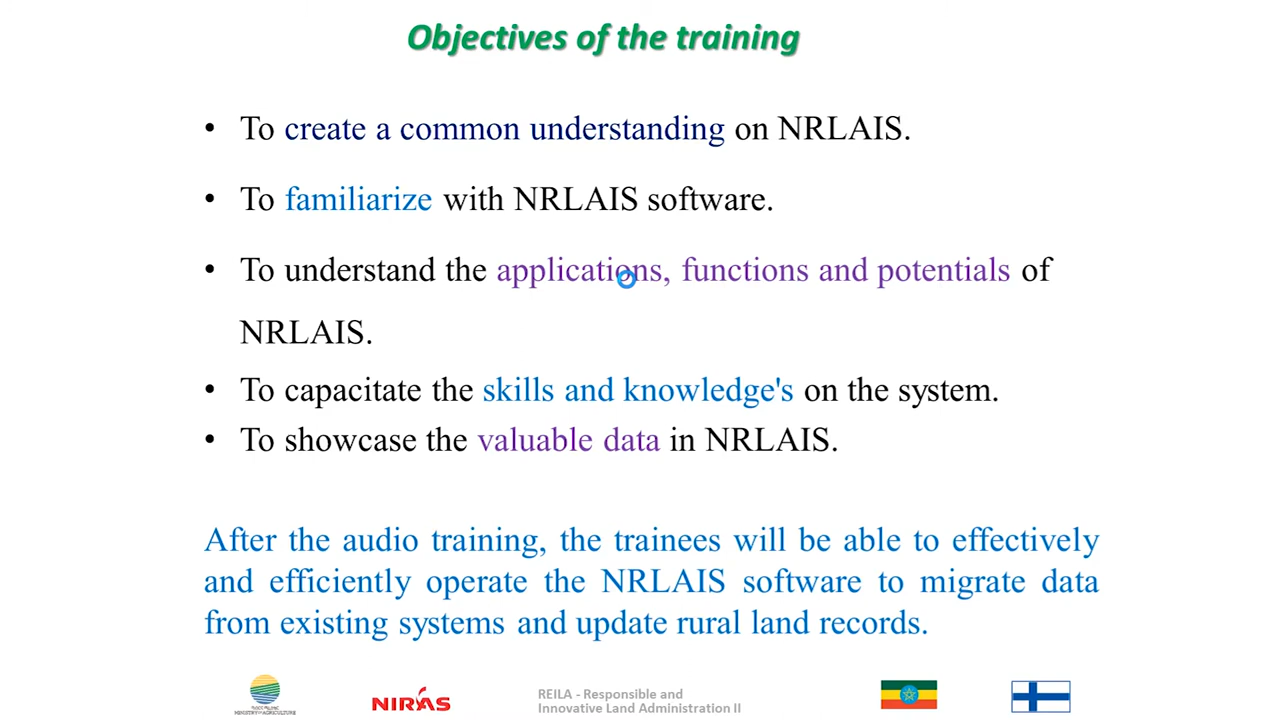 Objectives of the training
• To create a common understanding on NRLAIS.
• To familiarize with NRLAIS software.
• To understand the applications, functions and potentials of
NRLAIS.
• To capacitate the skills and knowledge's on the system.
• To showcase the valuable data in NRLAIS.
After the audio training, the trainees will be able to effectively
and efficiently operate the NRLAIS software to migrate data
from existing systems and update rural land records.
MINISTRY OF AGRICULTURE
NIRAS
REILA - Responsible and
Innovative Land Administration II